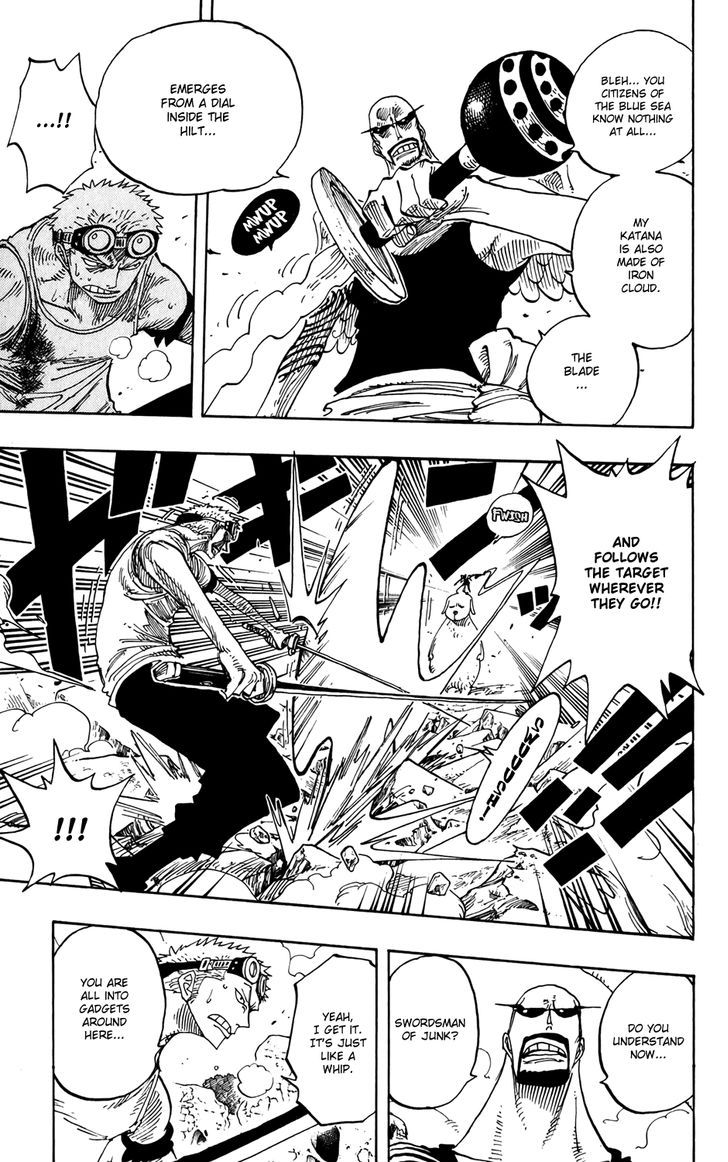 BLEH... YOU
CITIZENS
OF THE
BLUE SEA
KNOW NOTHING
AT ALL...
MY
KATANA
IS ALSO
MADE OF
IRON
CLOUD.
THE
BLADE
...
MWUP
MWUP
EMERGES
FROM A DIAL
INSIDE THE
HILT...
...!!
AND
FOLLOWS
THE TARGET
WHEREVER
THEY GO!!
FWISH
!!!
DO YOU
UNDERSTAND
NOW...
SWORDSMAN
OF JUNK?
YEAH,
I GET IT.
IT'S JUST
LIKE A
WHIP.
YOU ARE
ALL INTO
GADGETS
AROUND
HERE...